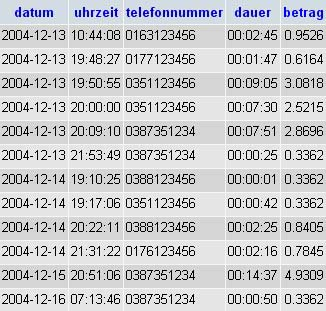 datum uhrzeit telefonnummer dauer betrag
2004-12-13 10:44:08 0163123456 00:02:45 0.9526
2004-12-13 19:48:27 0177123456 00:01:47 0.6164
2004-12-13 19:50:55 0351123456 00:09:05 3.0818
2004-12-13 20:00:00 0351123456 00:07:30 2.5215
2004-12-13 20:09:10 0387351234 00:07:51 2.8696
2004-12-13 21:53:49 0387351234 00:00:25 0.3362
2004-12-14 19:10:25 0388123456 00:00:01 0.3362
2004-12-14 19:17:06 0351123456 00:00:42 0.3362
2004-12-14 20:22:11 0388123456 00:02:25 0.8405
2004-12-14 21:31:22 0176123456 00:02:16 0.7845
2004-12-15 20:51:06 0387351234 00:14:37 4.9309
2004-12-16 07:13:46 0387351234 00:00:50 0.3362